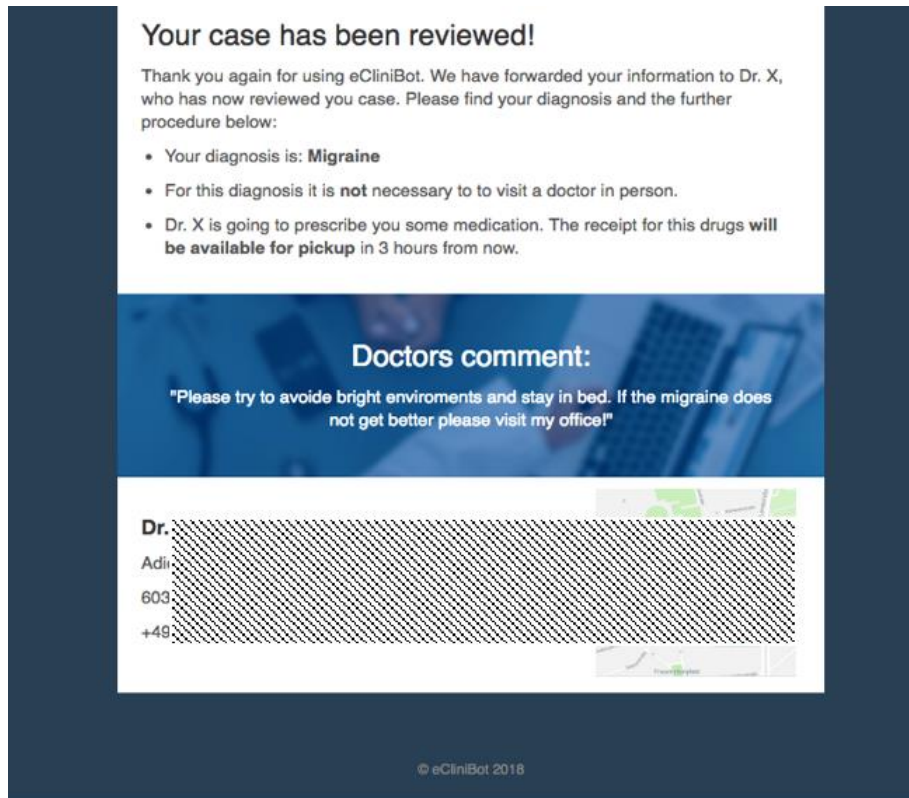 Your case has been reviewed!
Thank you again for using eCliniBot. We have forwarded your information to Dr. X,
who has now reviewed you case. Please find your diagnosis and the further
procedure below:
• Your diagnosis is: Migraine
• For this diagnosis it is not necessary to to visit a doctor in person.
• Dr. X is going to prescribe you some medication. The receipt for this drugs will
be available for pickup in 3 hours from now.
Doctors comment:
"Please try to avoide bright enviroments and stay in bed. If the migraine does
not get better please visit my office!"
Dr.
Adi
603
+49
© eCliniBot 2018